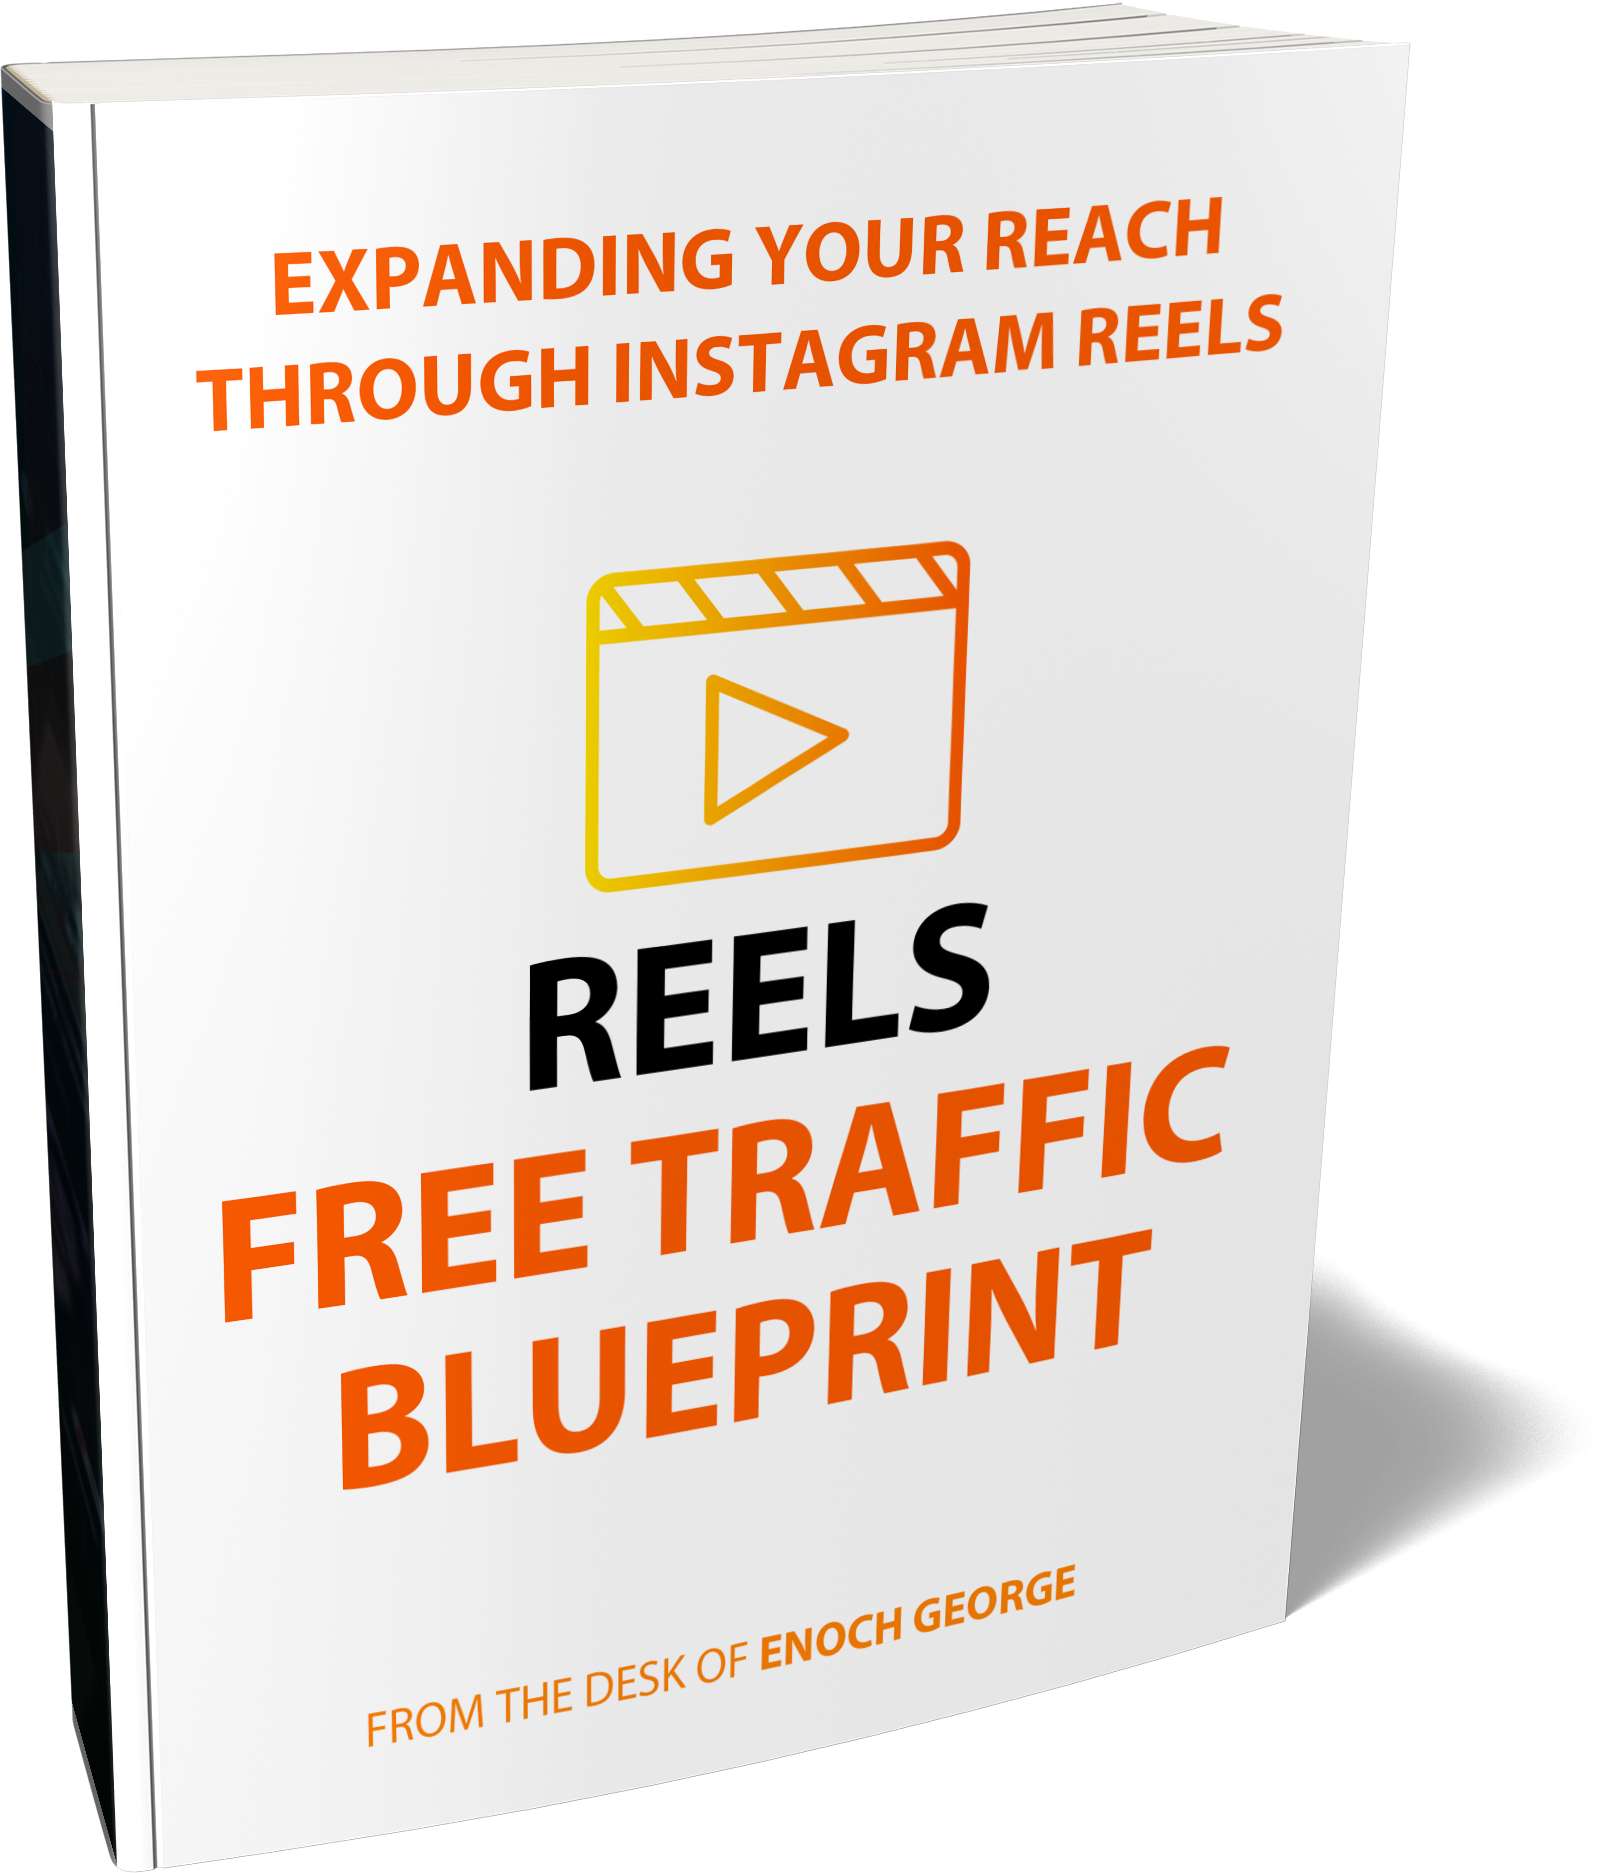 EXPANDING YOUR REACH
THROUGH INSTAGRAM REELS
REELS
FREE TRAFFIC
BLUEPRINT
FROM THE DESK OF ENOCH GEORGE